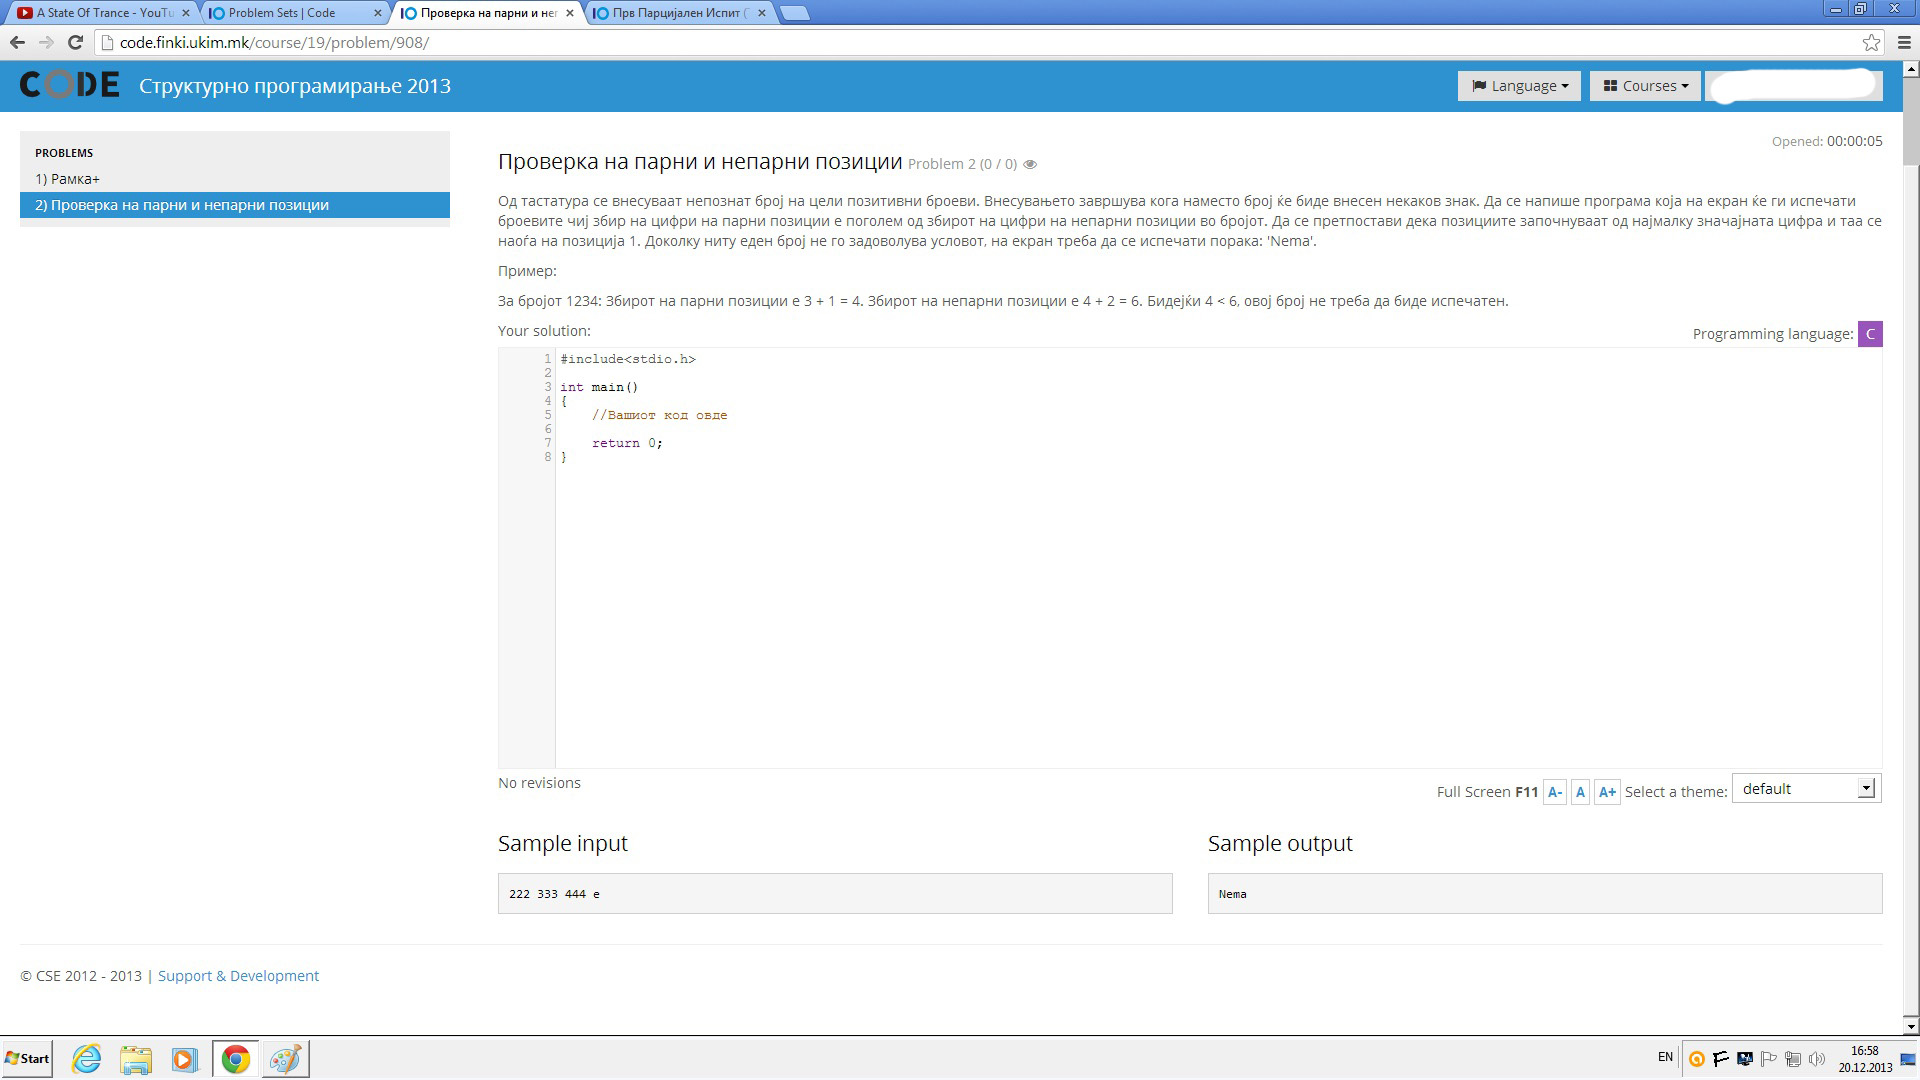 A State Of Trance - YouTu
Problem Sets | Code
Проверка на парни и неп
Прв Парцијален Испит (
code.finki.ukim.mk/course/19/problem/908/
CODE Структурно програмирање 2013
Language
Courses
PROBLEMS
1) Рамка+
2) Проверка на парни и непарни позиции
Opened: 00:00:05
Проверка на парни и непарни позиции Problem 2 (0 / 0)
Од тастатура се внесуваат непознат број на цели позитивни броеви. Внесувањето завршува кога наместо број ќе биде внесен некаков знак. Да се напише програма која на екран ќе ги испечати
броевите чиј збир на цифри на парни позиции е поголем од збирот на цифри на непарни позиции во бројот. Да се претпостави дека позициите започнуваат од најмалку значајната цифра и таа се
наоѓа на позиција 1. Доколку ниту еден број не го задоволува условот, на екран треба да се испечати порака: 'Nema'.
Пример:
За бројот 1234: Збирот на парни позиции е 3 + 1 = 4. Збирот на непарни позиции е 4 + 2 = 6. Бидејќи 4 < 6, овој број не треба да биде испечатен.
Your solution:
Programming language: C
1 #include<stdio.h>
2
3 int main()
4 {
5 //Вашиот код овде
6
7 return 0;
8 }
No revisions
Full Screen F11 A- A A+ Select a theme: default
Sample input
Sample output
222 333 444 e
Nema
© CSE 2012 - 2013 | Support & Development
Start
EN
16:58
20.12.2013